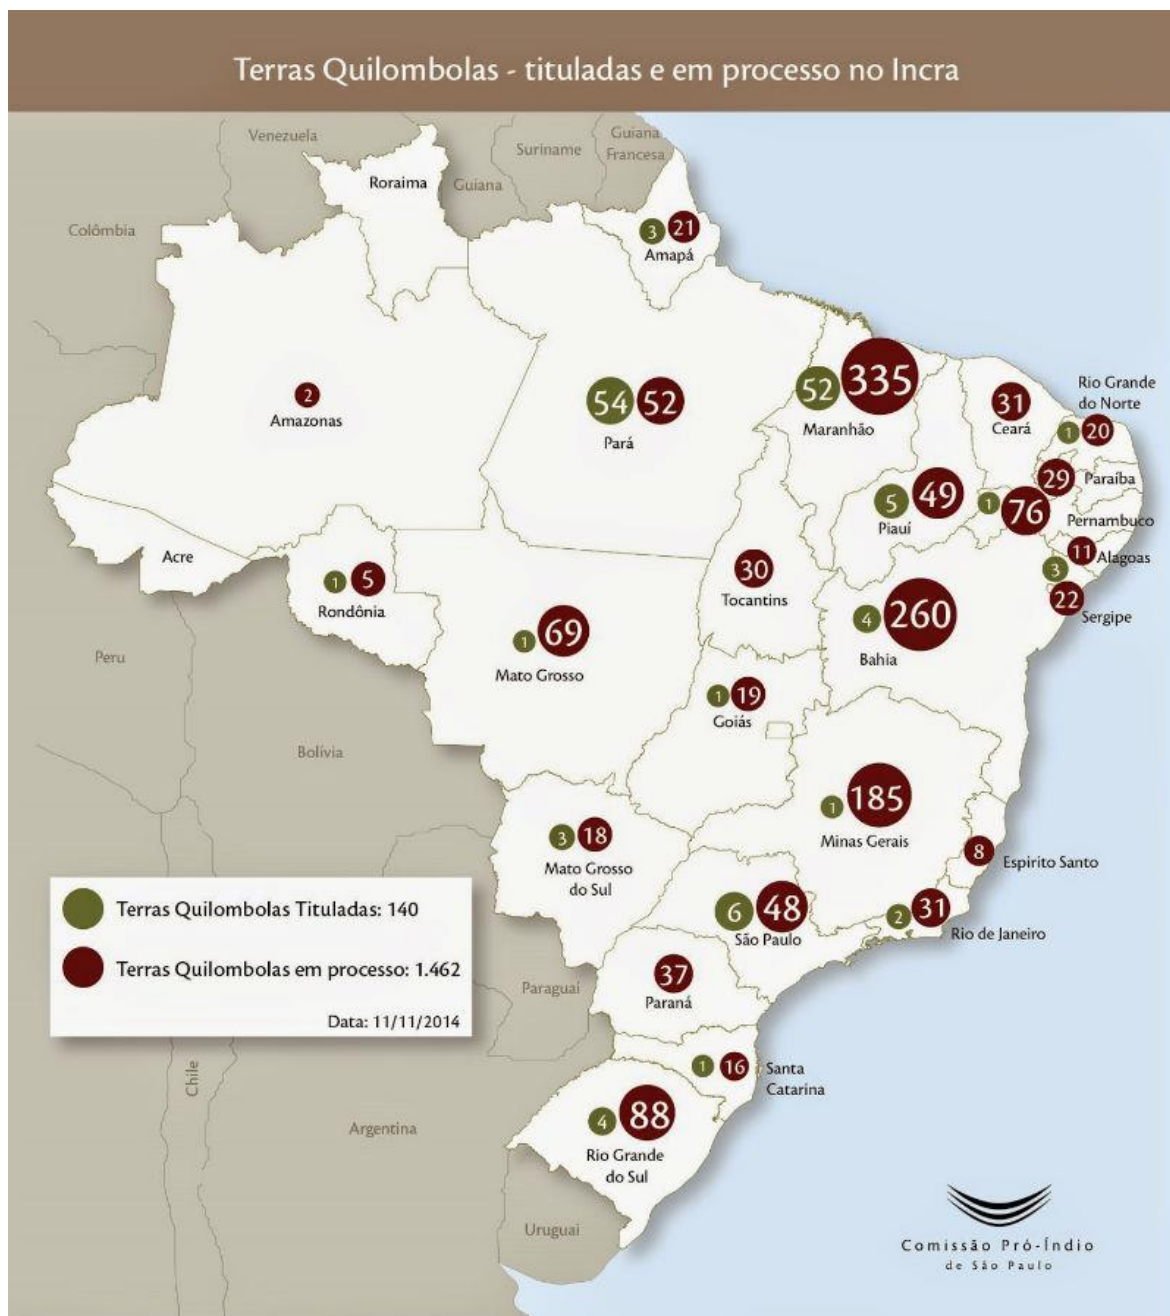 Terras Quilombolas - tituladas e em processo no Incra
Venezuela
Guiana
Francesa
Suriname
Roraima
Guiana
Colômbia
3 21
Amapá
2
Amazonas
54 52
Pará
52 335
Maranhão
31
Ceará
Rio Grande
do Norte
1 20
29
Paraíba
5 49
Piauí
1 76
Pernambuco
11
Alagoas
3
22
Sergipe
Acre
1 5
Rondônia
30
Tocantins
4 260
Bahia
1 69
Mato Grosso
Peru
1 19
Goiás
Bolívia
1 185
Minas Gerais
3 18
Mato Grosso
do Sul
8
Espirito Santo
6 48
São Paulo
2 31
Rio de Janeiro
Terras Quilombolas Tituladas: 140
Terras Quilombolas em processo: 1.462
Data: 11/11/2014
37
Paraná
Paraguai
1 16
Santa
Catarina
Chile
88
4
Rio Grande
do Sul
Argentina
Uruguai
Comissão Pró-Índio
de São Paulo